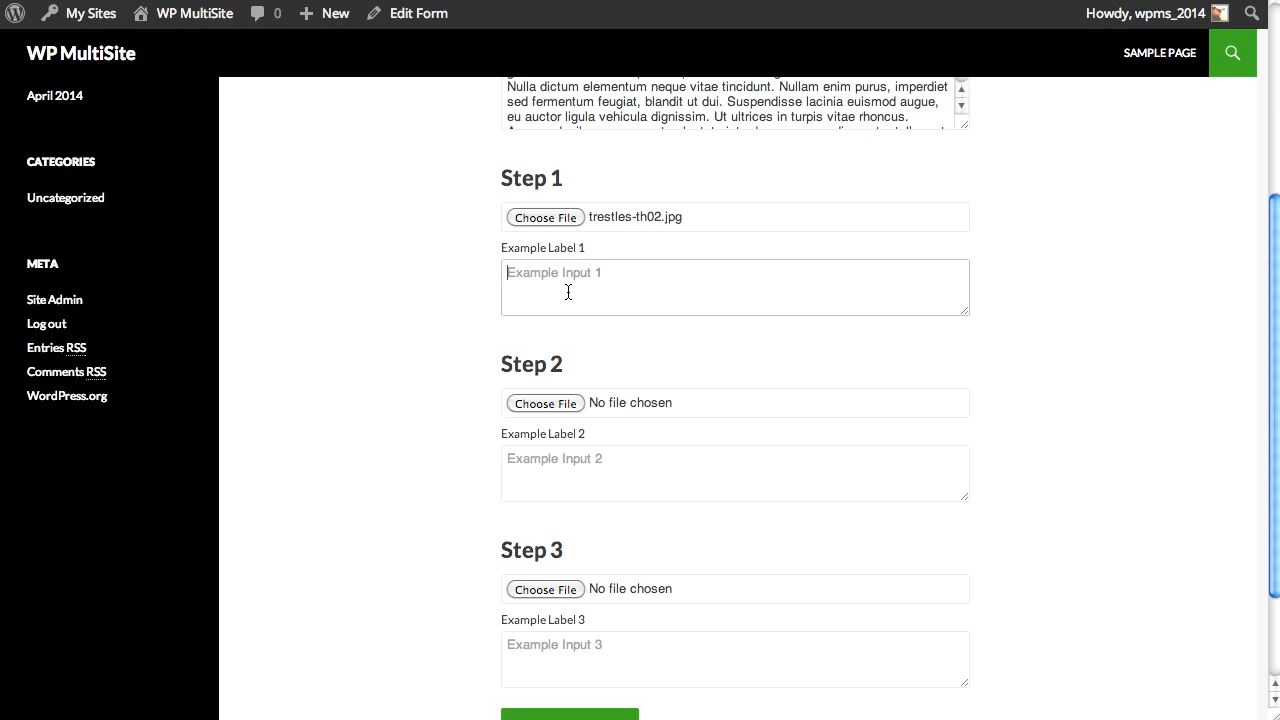 My Sites
WP MultiSite
0
New
Edit Form
Howdy, wpms_2014
WP MultiSite
SAMPLE PAGE
April 2014
CATEGORIES
Uncategorized
META
Site Admin
Log out
Entries RSS
Comments RSS
WordPress.org
Nulla dictum elementum neque vitae tincidunt. Nullam enim purus, imperdiet
sed fermentum feugiat, blandit ut dui. Suspendisse lacinia euismod augue,
eu auctor ligula vehicula dignissim. Ut ultrices in turpis vitae rhoncus.
Step 1
Choose File trestles-th02.jpg
Example Label 1
Example Input 1
Step 2
Choose File No file chosen
Example Label 2
Example Input 2
Step 3
Choose File No file chosen
Example Label 3
Example Input 3